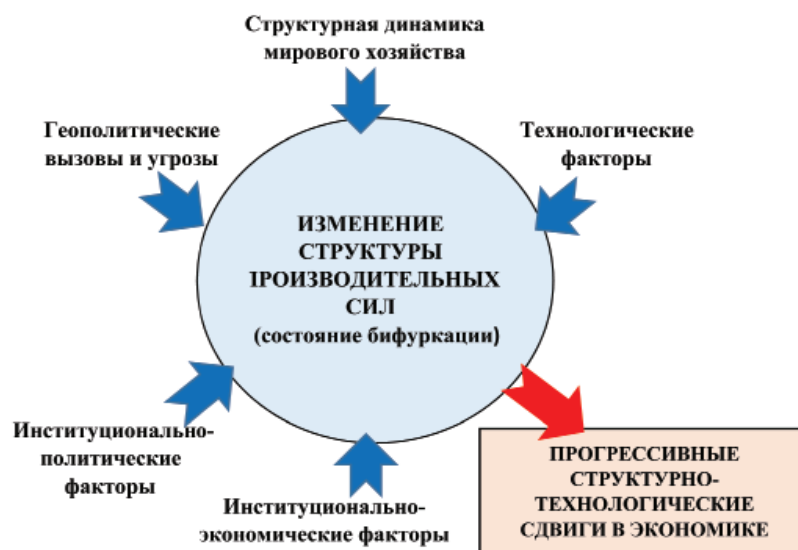 Структурная динамика
мирового хозяйства
Геополитические
вызовы и угрозы
Технологические
факторы
ИЗМЕНЕНИЕ
СТРУКТУРЫ
ІРОИЗВОДИТЕЛЬНЫХ
СИЛ
(состояние бифуркации)
Институционально-
политические
факторы
Институционально-
экономические факторы
ПРОГРЕССИВНЫЕ
СТРУКТУРНО-
ТЕХНОЛОГИЧЕСКИЕ
СДВИГИ В ЭКОНОМИКЕ